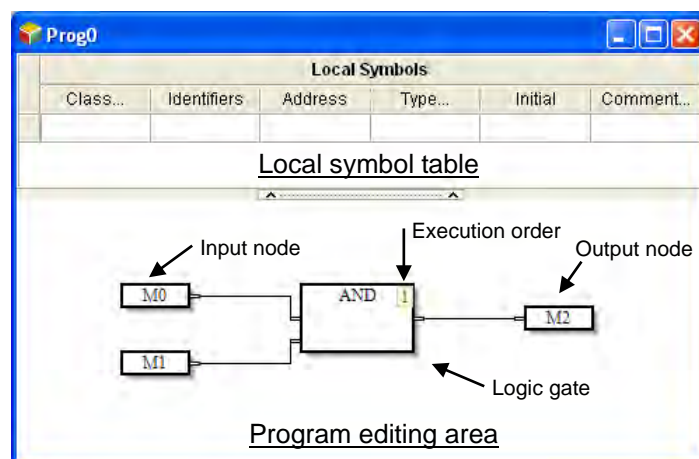 Prog0
Local Symbols
Class... Identifiers Address Type... Initial Comment...
Local symbol table
Execution order
Input node
Output node
M0
AND 1
M2
M1
Logic gate
Program editing area